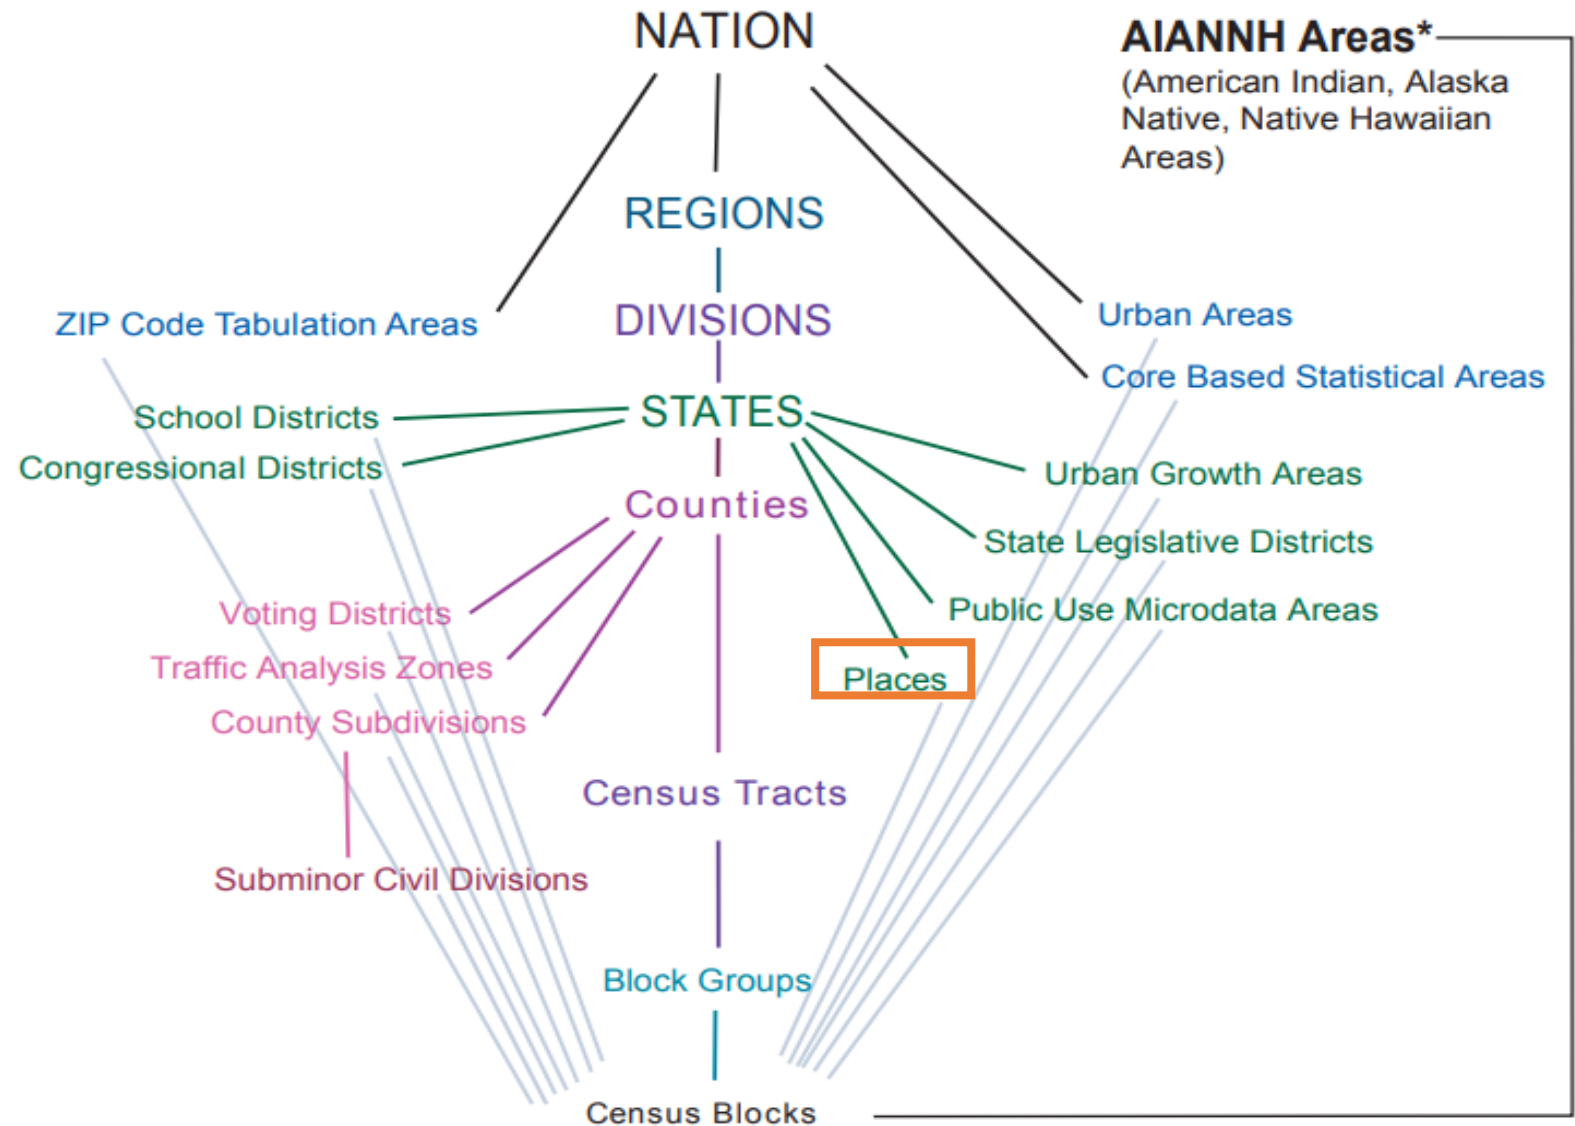 NATION
AIANNH Areas*
(American Indian, Alaska
Native, Native Hawaiian
Areas)
REGIONS
ZIP Code Tabulation Areas
DIVISIONS
Urban Areas
Core Based Statistical Areas
School Districts
STATES
Congressional Districts
Urban Growth Areas
Counties
State Legislative Districts
Voting Districts
Public Use Microdata Areas
Traffic Analysis Zones
Places
County Subdivisions
Census Tracts
Subminor Civil Divisions
Block Groups
Census Blocks